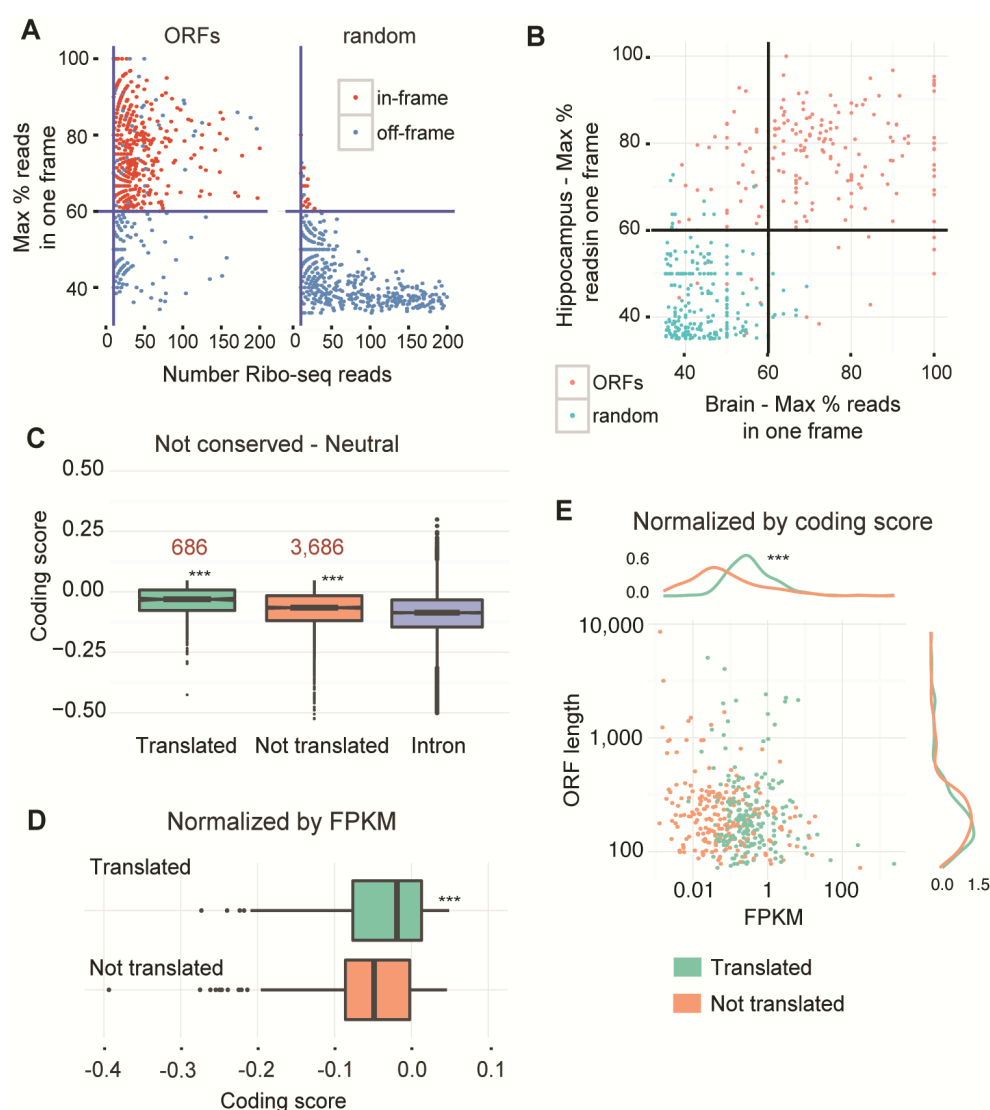 A
ORFs
random
100
80
60
40
Max % reads
in one frame
in-frame
off-frame
0
50
100
150
200
0
50
100
150
200
Number Ribo-seq reads
B
100
80
60
40
Hippocampus - Max %
readsin one frame
40
60
80
100
ORFs
random
Brain - Max % reads
in one frame
C
Not conserved - Neutral
0.50
0.25
0.00
−0.25
−0.50
Coding score
686
3,686
***
***
Translated
Not translated
Intron
D
Normalized by FPKM
Translated
***
Not translated
-0.4
-0.3
-0.2
-0.1
0.0
0.1
Coding score
E
Normalized by coding score
0.6
0.0
***
10,000
1,000
100
ORF length
0.01
1
100
FPKM
0.0
1.5
Translated
Not translated